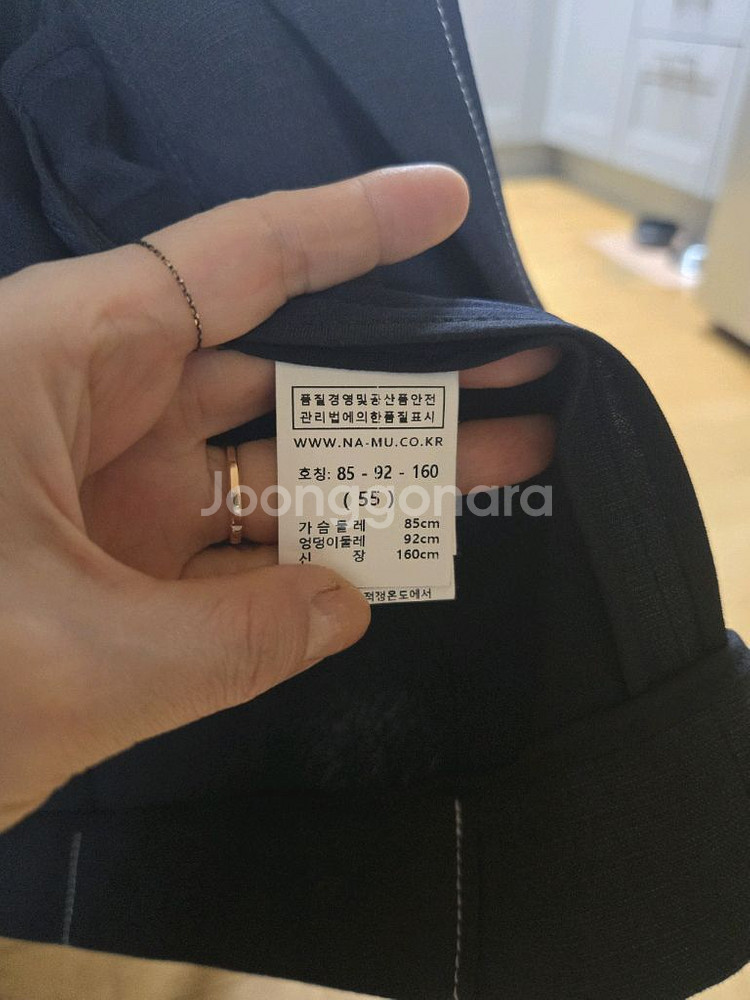 품질경영및공산품안전
관리법에의한품질표시
WWW.NA-MU.CO.KR
호칭: 85 - 92 - 160
( 55 )
Joonggonara
가슴둘레 85cm
엉덩이둘레 92cm
신 장 160cm
적정온도에서